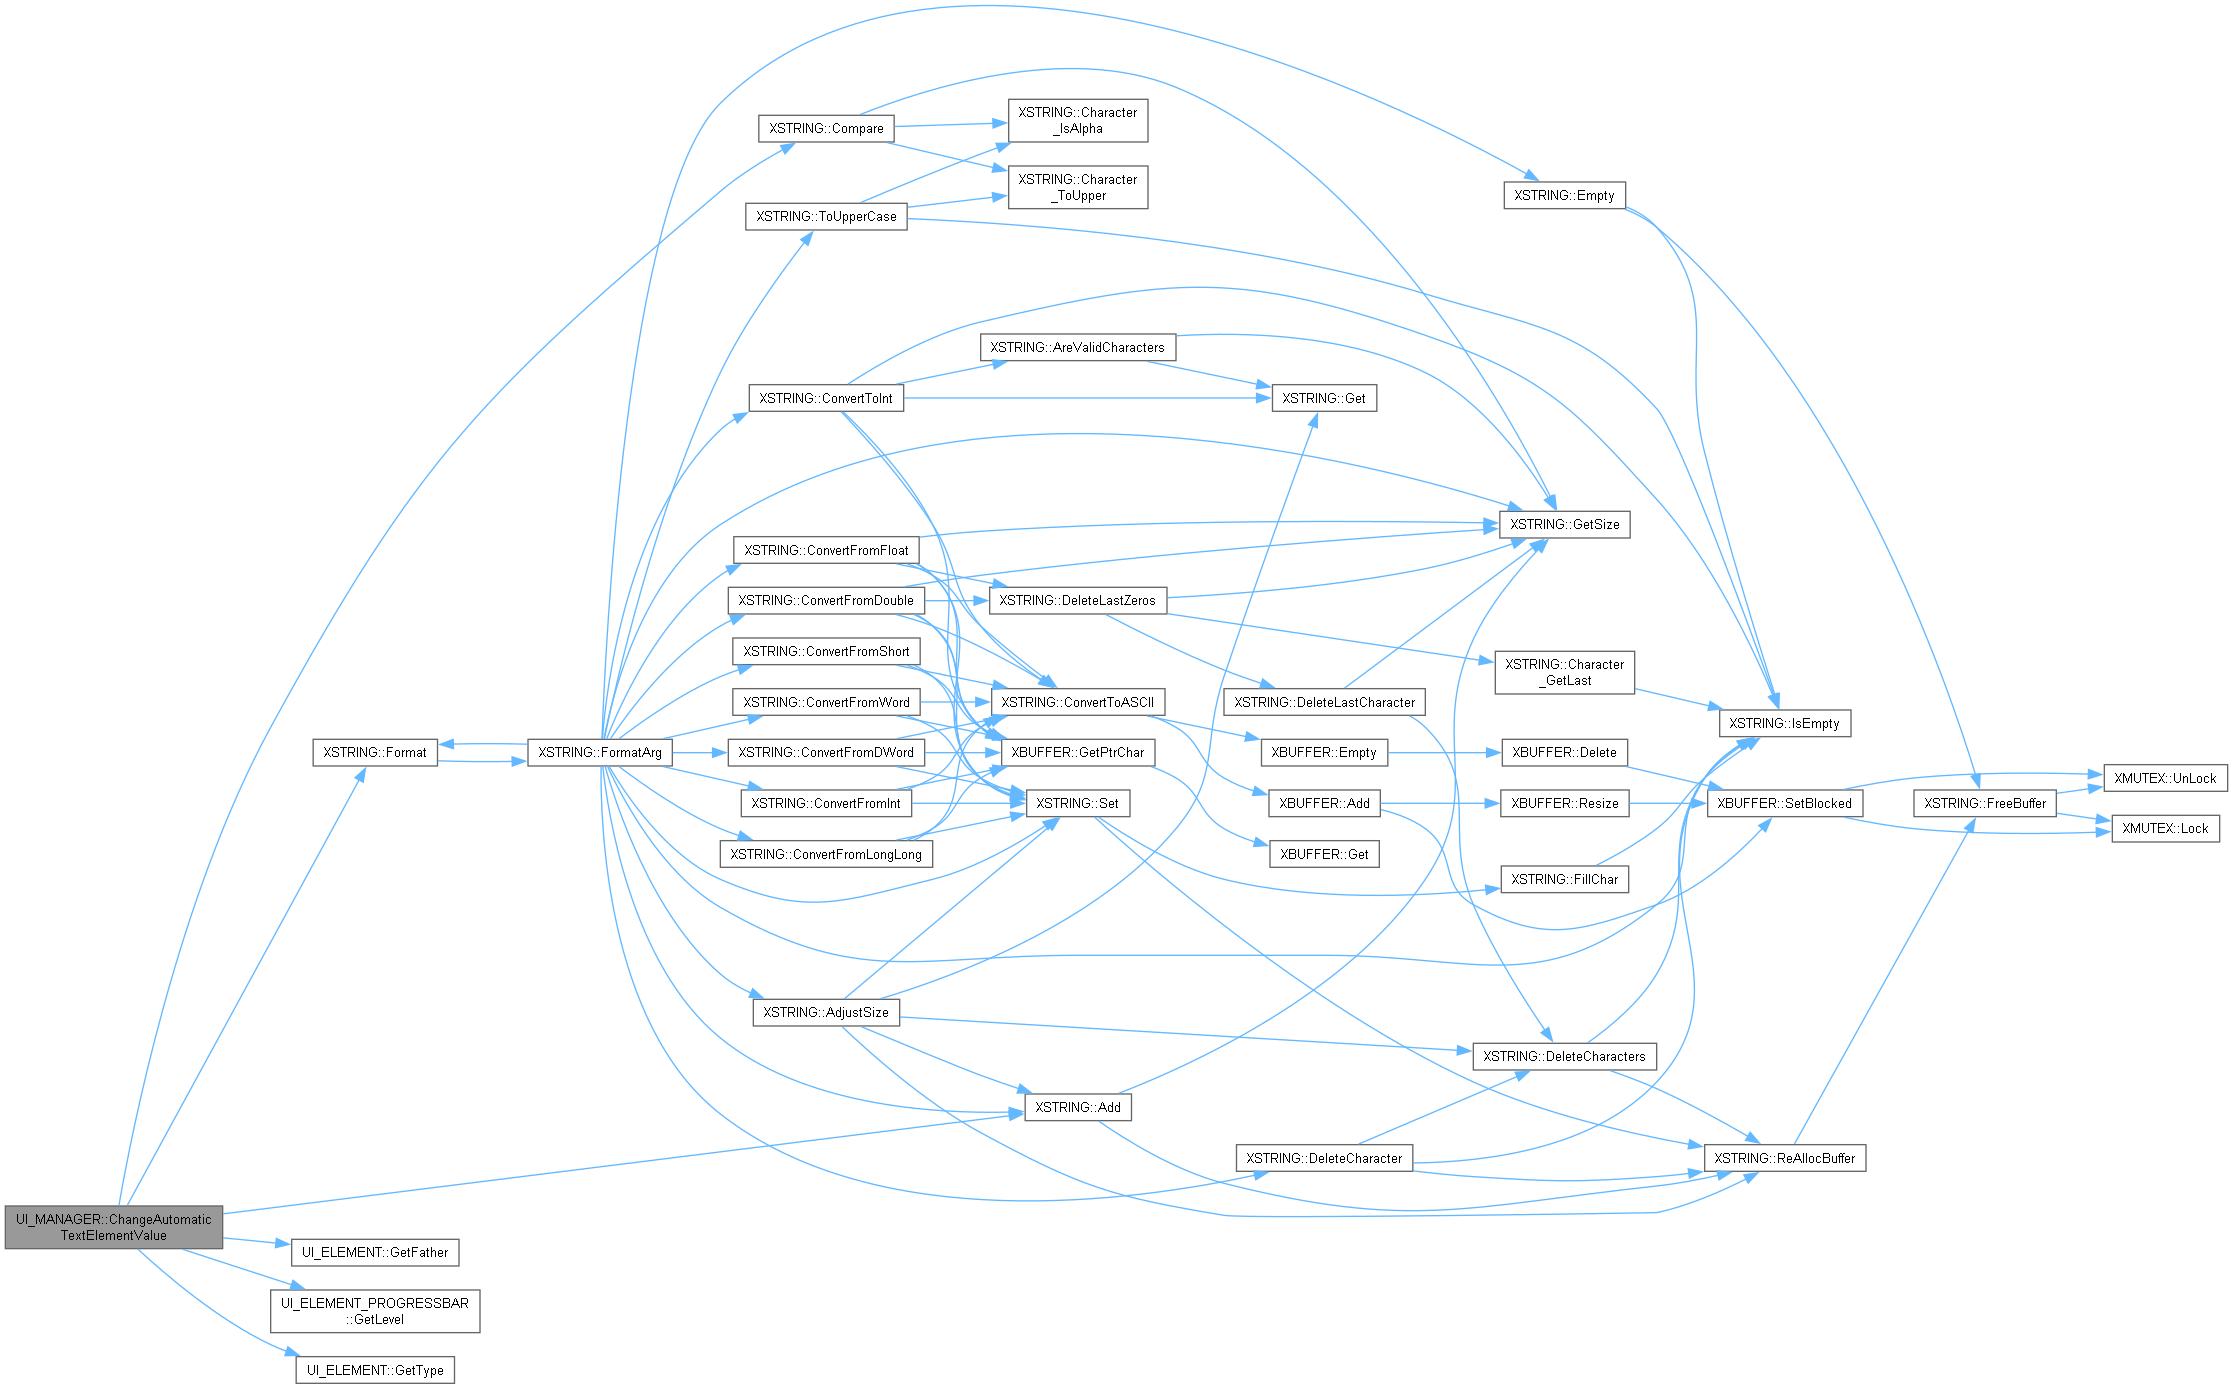 XSTRING::Character
_IsAlpha
XSTRING::Compare
XSTRING::Character
_ToUpper
XSTRING::Empty
XSTRING::ToUpperCase
XSTRING::AreValidCharacters
XSTRING::ConvertToInt
XSTRING::Get
XSTRING::GetSize
XSTRING::ConvertFromFloat
XSTRING::ConvertFromDouble
XSTRING::DeleteLastZeros
XSTRING::ConvertFromShort
XSTRING::Character
_GetLast
XSTRING::ConvertFromWord
XSTRING::ConvertToASCII
XSTRING::DeleteLastCharacter
XSTRING::IsEmpty
XSTRING::Format
XSTRING::FormatArg
XSTRING::ConvertFromDWord
XBUFFER::GetPtrChar
XBUFFER::Empty
XBUFFER::Delete
XMUTEX::UnLock
XSTRING::ConvertFromInt
XSTRING::Set
XBUFFER::Add
XBUFFER::Resize
XBUFFER::SetBlocked
XSTRING::FreeBuffer
XMUTEX::Lock
XSTRING::ConvertFromLongLong
XBUFFER::Get
XSTRING::FillChar
XSTRING::AdjustSize
XSTRING::DeleteCharacters
XSTRING::Add
XSTRING::DeleteCharacter
XSTRING::ReAllocBuffer
UI_MANAGER::ChangeAutomatic
TextElementValue
UI_ELEMENT::GetFather
UI_ELEMENT_PROGRESSBAR
::GetLevel
UI_ELEMENT::GetType